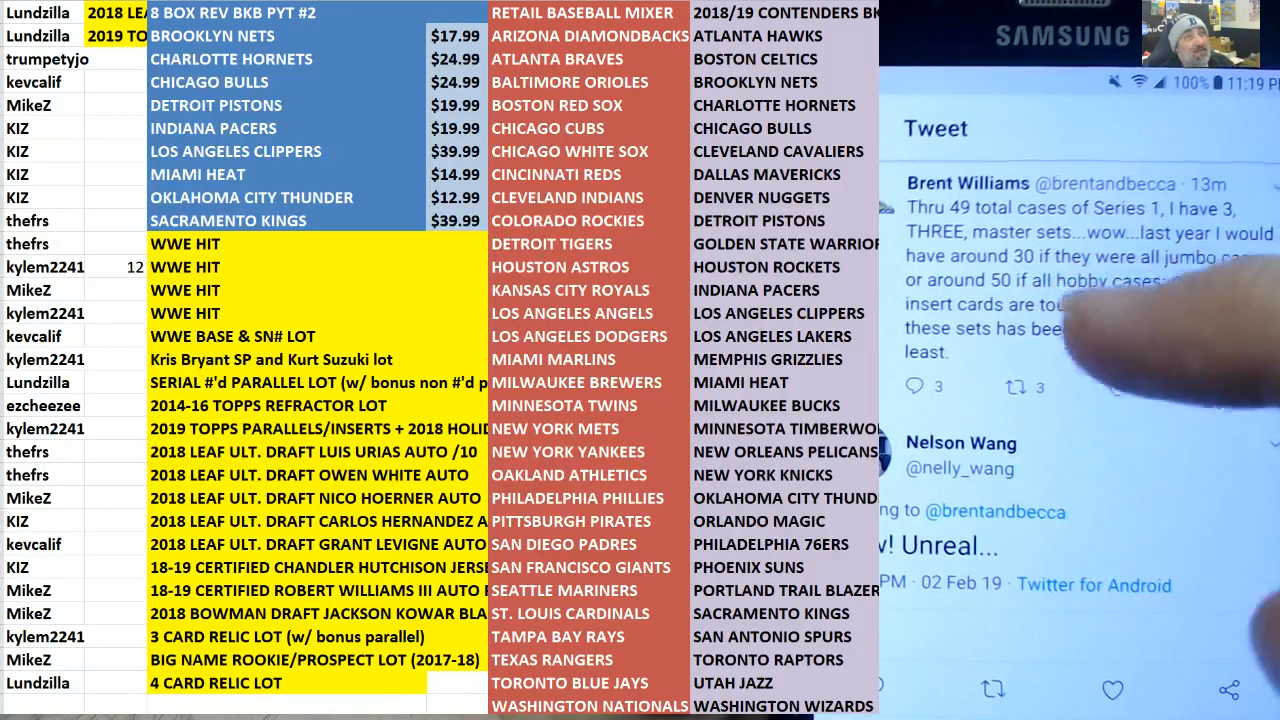 Lundzilla 2018 LEA 8 BOX REV BKB PYT #2 RETAIL BASEBALL MIXER 2018/19 CONTENDERS BK
Lundzilla 2019 TO BROOKLYN NETS $17.99 ARIZONA DIAMONDBACKS ATLANTA HAWKS
trumpetyjo CHARLOTTE HORNETS $24.99 ATLANTA BRAVES BOSTON CELTICS
kevcalif CHICAGO BULLS $24.99 BALTIMORE ORIOLES BROOKLYN NETS
MikeZ DETROIT PISTONS $19.99 BOSTON RED SOX CHARLOTTE HORNETS
KIZ INDIANA PACERS $19.99 CHICAGO CUBS CHICAGO BULLS
KIZ LOS ANGELES CLIPPERS $39.99 CHICAGO WHITE SOX CLEVELAND CAVALIERS
KIZ MIAMI HEAT $14.99 CINCINNATI REDS DALLAS MAVERICKS
KIZ OKLAHOMA CITY THUNDER $12.99 CLEVELAND INDIANS DENVER NUGGETS
thefrs SACRAMENTO KINGS $39.99 COLORADO ROCKIES DETROIT PISTONS
thefrs WWE HIT DETROIT TIGERS GOLDEN STATE WARRIOR
kylem2241 12 WWE HIT HOUSTON ASTROS HOUSTON ROCKETS
MikeZ WWE HIT KANSAS CITY ROYALS INDIANA PACERS
kylem2241 WWE HIT LOS ANGELES ANGELS LOS ANGELES CLIPPERS
kevcalif WWE BASE & SN# LOT LOS ANGELES DODGERS LOS ANGELES LAKERS
kylem2241 Kris Bryant SP and Kurt Suzuki lot MIAMI MARLINS MEMPHIS GRIZZLIES
Lundzilla SERIAL #'d PARALLEL LOT (w/ bonus non #'d p MILWAUKEE BREWERS MIAMI HEAT
ezcheezee 2014-16 TOPPS REFRACTOR LOT MINNESOTA TWINS MILWAUKEE BUCKS
kylem2241 2019 TOPPS PARALLELS/INSERTS + 2018 HOLID NEW YORK METS MINNESOTA TIMBERWO
thefrs 2018 LEAF ULT. DRAFT LUIS URIAS AUTO /10 NEW YORK YANKEES NEW ORLEANS PELICANS
thefrs 2018 LEAF ULT. DRAFT OWEN WHITE AUTO OAKLAND ATHLETICS NEW YORK KNICKS
MikeZ 2018 LEAF ULT. DRAFT NICO HOERNER AUTO PHILADELPHIA PHILLIES OKLAHOMA CITY THUND
KIZ 2018 LEAF ULT. DRAFT CARLOS HERNANDEZ A PITTSBURGH PIRATES ORLANDO MAGIC
kevcalif 2018 LEAF ULT. DRAFT GRANT LEVIGNE AUTO SAN DIEGO PADRES PHILADELPHIA 76ERS
KIZ 18-19 CERTIFIED CHANDLER HUTCHISON JERSE SAN FRANCISCO GIANTS PHOENIX SUNS
MikeZ 18-19 CERTIFIED ROBERT WILLIAMS III AUTO SEATTLE MARINERS PORTLAND TRAIL BLAZER
MikeZ 2018 BOWMAN DRAFT JACKSON KOWAR BLA ST. LOUIS CARDINALS SACRAMENTO KINGS
kylem2241 3 CARD RELIC LOT (w/ bonus parallel) TAMPA BAY RAYS SAN ANTONIO SPURS
MikeZ BIG NAME ROOKIE/PROSPECT LOT (2017-18) TEXAS RANGERS TORONTO RAPTORS
Lundzilla 4 CARD RELIC LOT TORONTO BLUE JAYS UTAH JAZZ
WASHINGTON NATIONALS WASHINGTON WIZARDS
SAMSUNG
100% 11:19 P
Tweet
Brent Williams @brentandbecca · 13m
Thru 49 total cases of Series 1, I have 3,
THREE, master sets...wow...last year I would
have around 30 if they were all jumbo
or around 50 if all hobby cases
insert cards are
these sets has
least.
3 3
Nelson Wang
@nelly_wang
ng to @brentandbecca
! Unreal...
PM · 02 Feb 19 · Twitter for Android